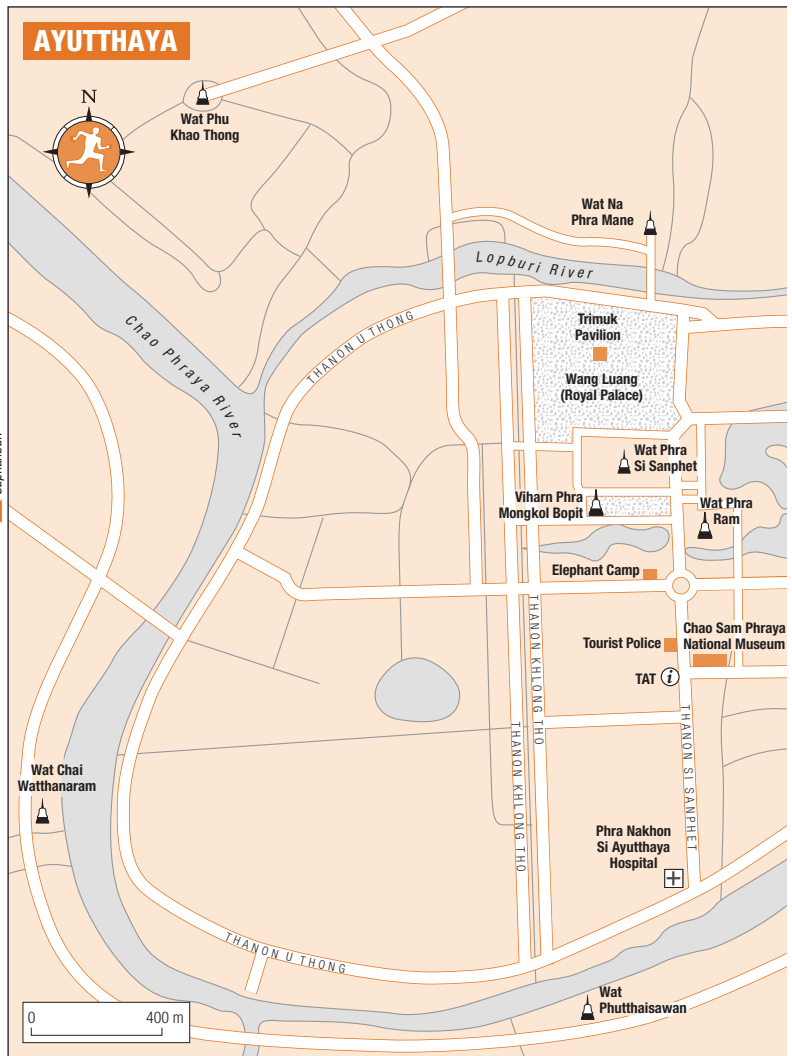 AYUTTHAYA
N
Wat Phu
Khao Thong
Wat Na
Phra Mane
Lopburi River
Chao Phraya River
THANON U THONG
Trimuk
Pavilion
Wang Luang
(Royal Palace)
Wat Phra
Si Sanphet
Viharn Phra
Mongkol Bopit
Wat Phra
Ram
Elephant Camp
Tourist Police
Chao Sam Phraya
National Museum
TAT i
THANON KHLONG THO
THANON KHLONG THO
THANON SI SANPHET
Wat Chai
Watthanaram
Phra Nakhon
Si Ayutthaya
Hospital
THANON U THONG
Wat
Phutthaisawan
0 400 m